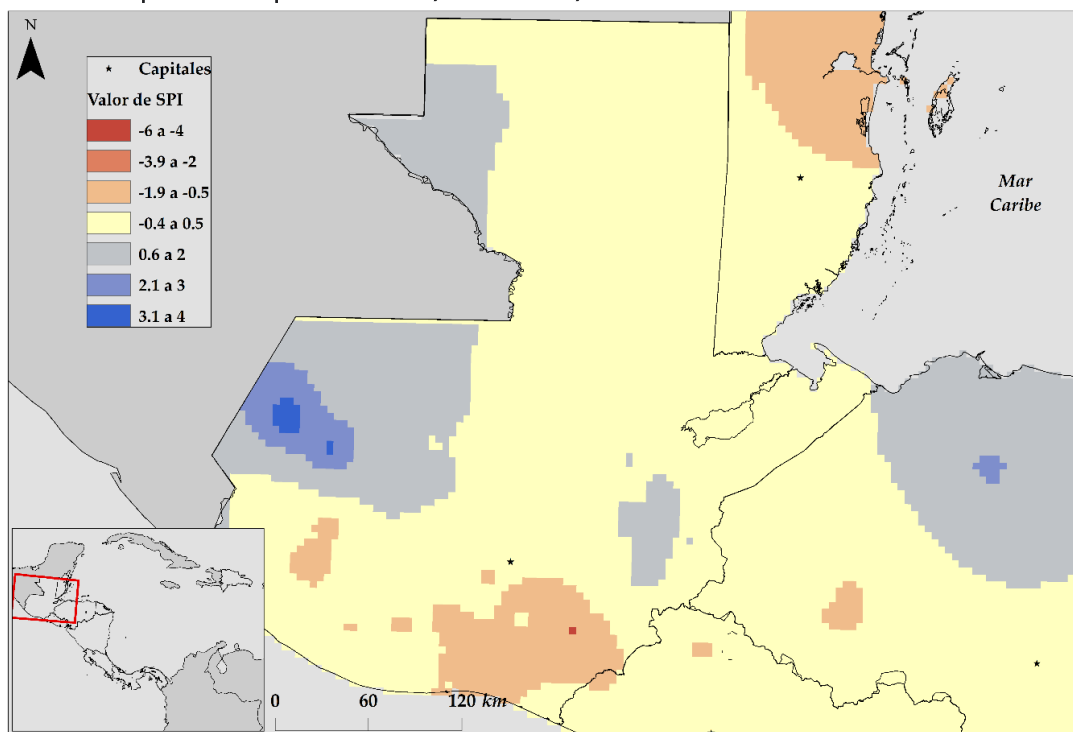 N
Capitales
Valor de SPI
-6 a -4
-3.9 a -2
-1.9 a -0.5
-0.4 a 0.5
0.6 a 2
2.1 a 3
3.1 a 4
Mar
Caribe
0 60 120 km